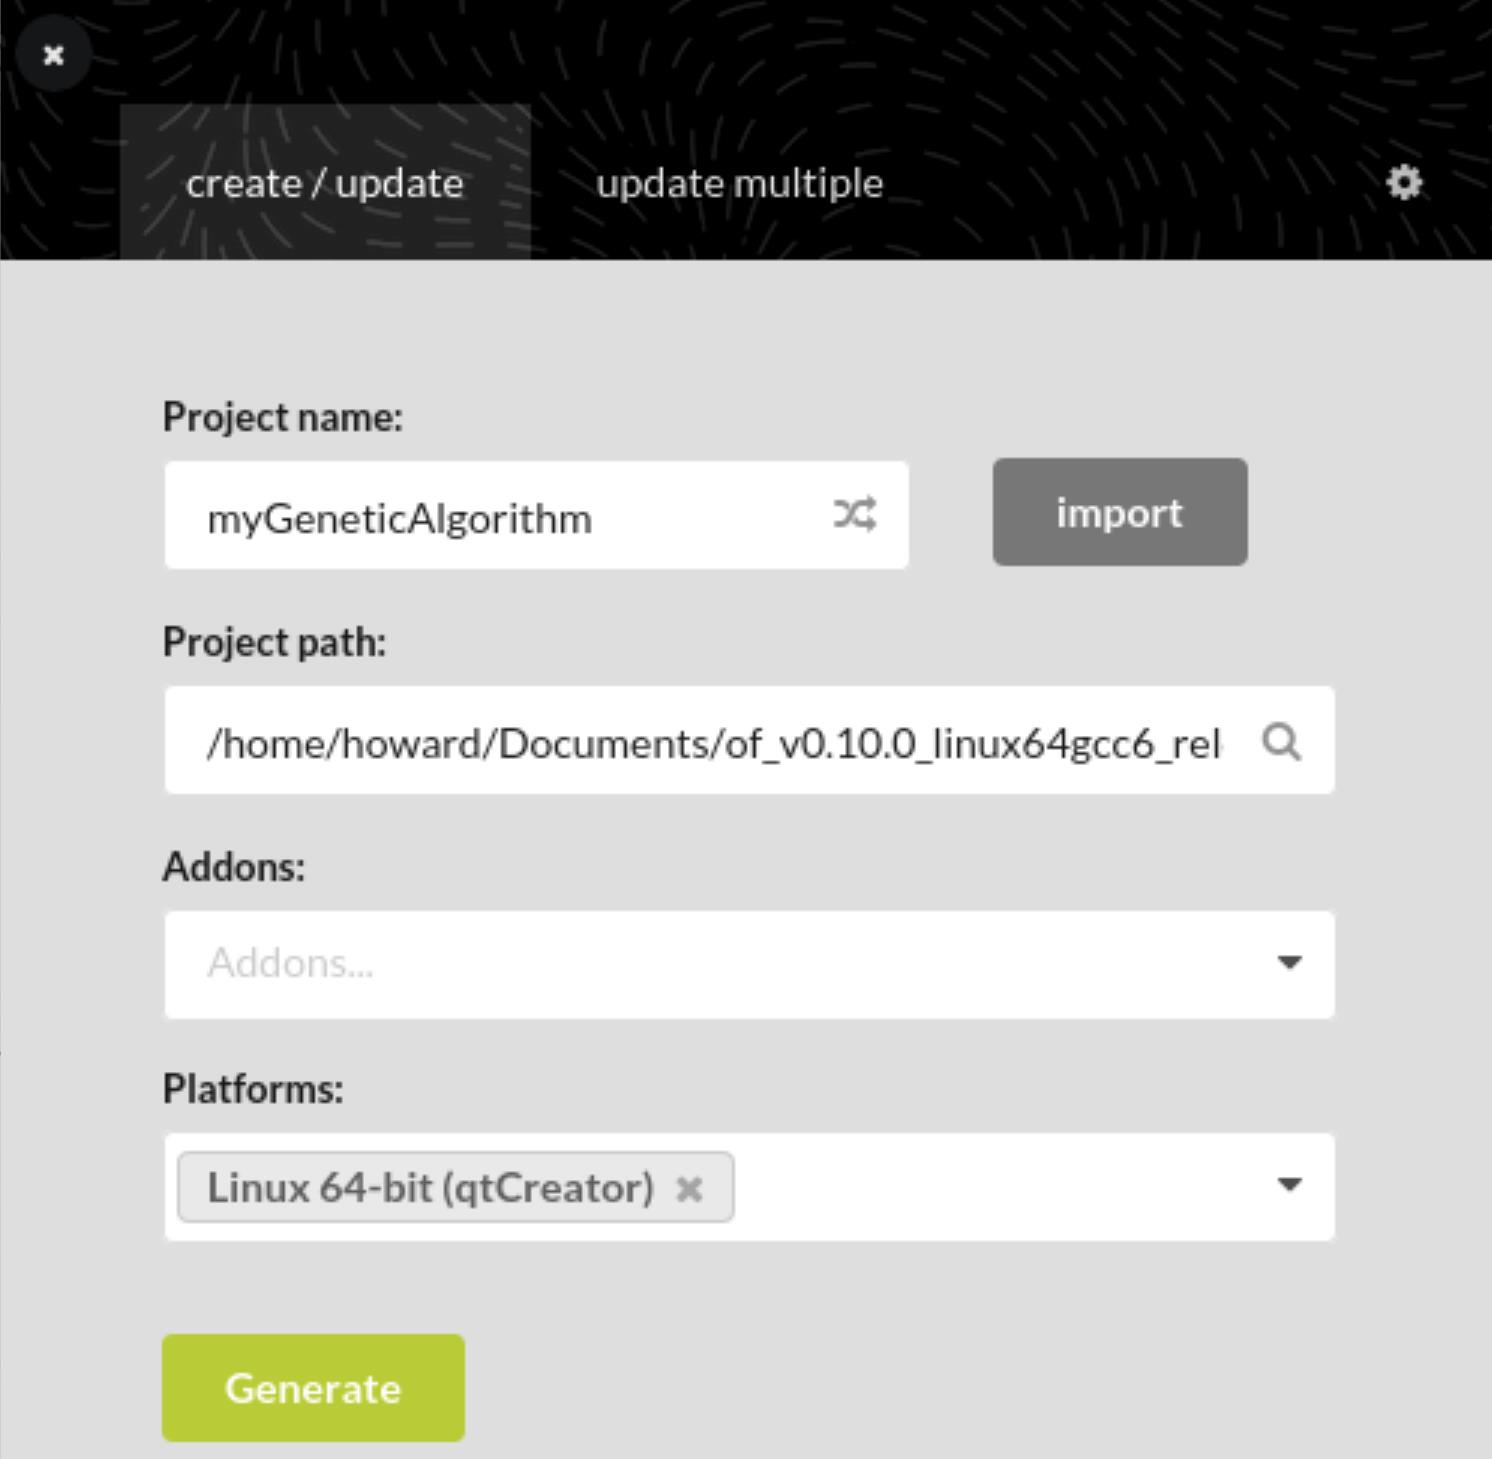 create / update
update multiple
Project name:
myGeneticAlgorithm
import
Project path:
/home/howard/Documents/of_v0.10.0_linux64gcc6_rel
Addons:
Addons...
Platforms:
Linux 64-bit (qtCreator)
Generate